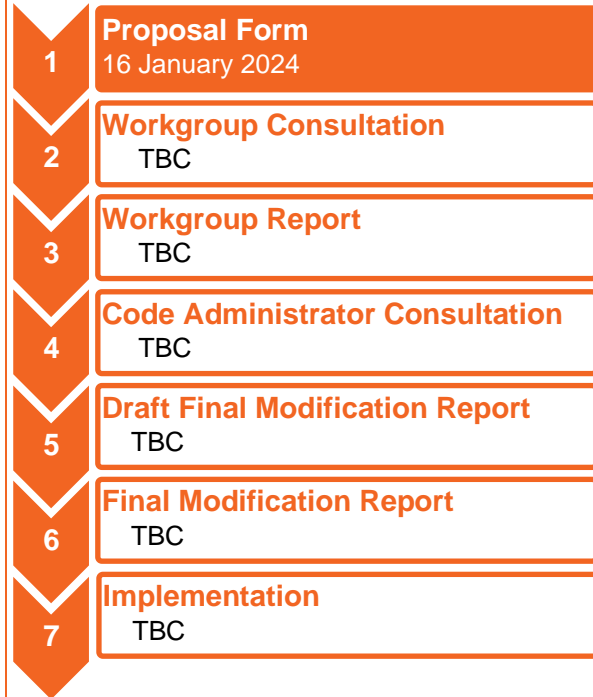 1
Proposal Form
16 January 2024
2
Workgroup Consultation
TBC
3
Workgroup Report
TBC
4
Code Administrator Consultation
TBC
5
Draft Final Modification Report
TBC
6
Final Modification Report
TBC
7
Implementation
TBC